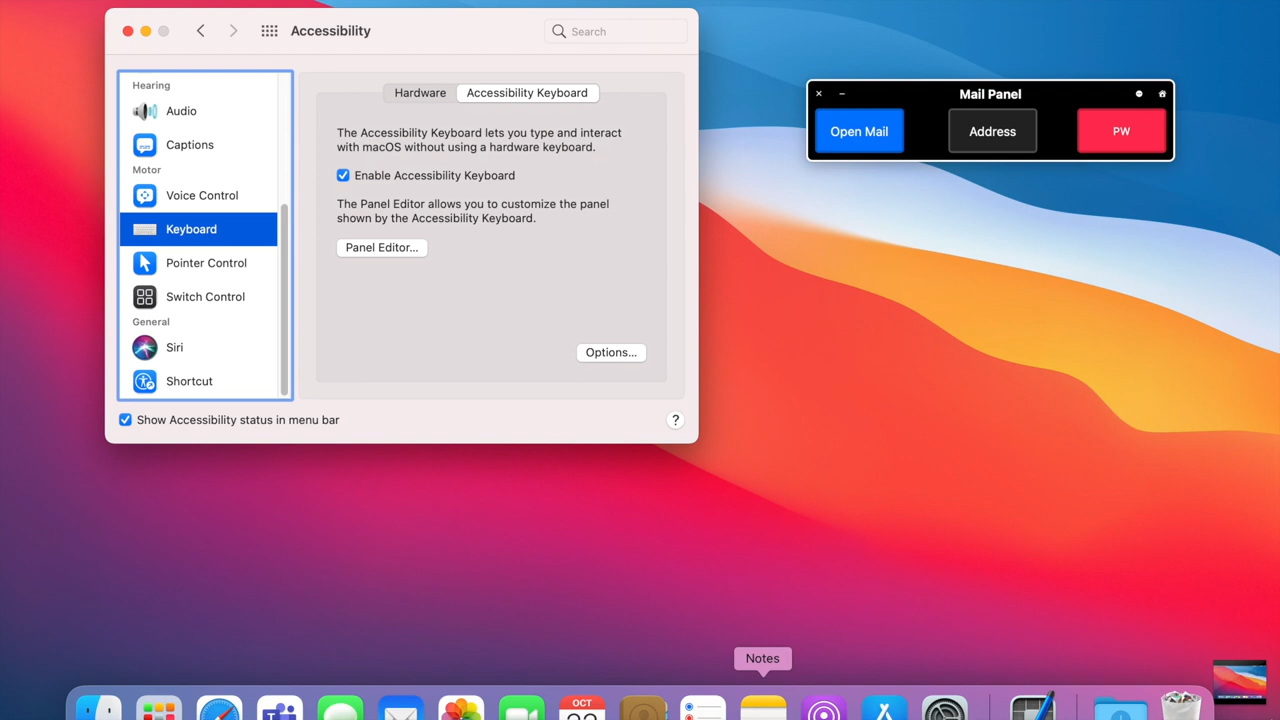 Accessibility
Search
Hearing
Audio
Captions
Motor
Voice Control
Keyboard
Pointer Control
Switch Control
General
Siri
Shortcut
Hardware
Accessibility Keyboard
The Accessibility Keyboard lets you type and interact
with macOS without using a hardware keyboard.
Enable Accessibility Keyboard
The Panel Editor allows you to customize the panel
shown by the Accessibility Keyboard.
Panel Editor...
Options...
Show Accessibility status in menu bar
?
Mail Panel
Open Mail
Address
PW
Notes
OCT